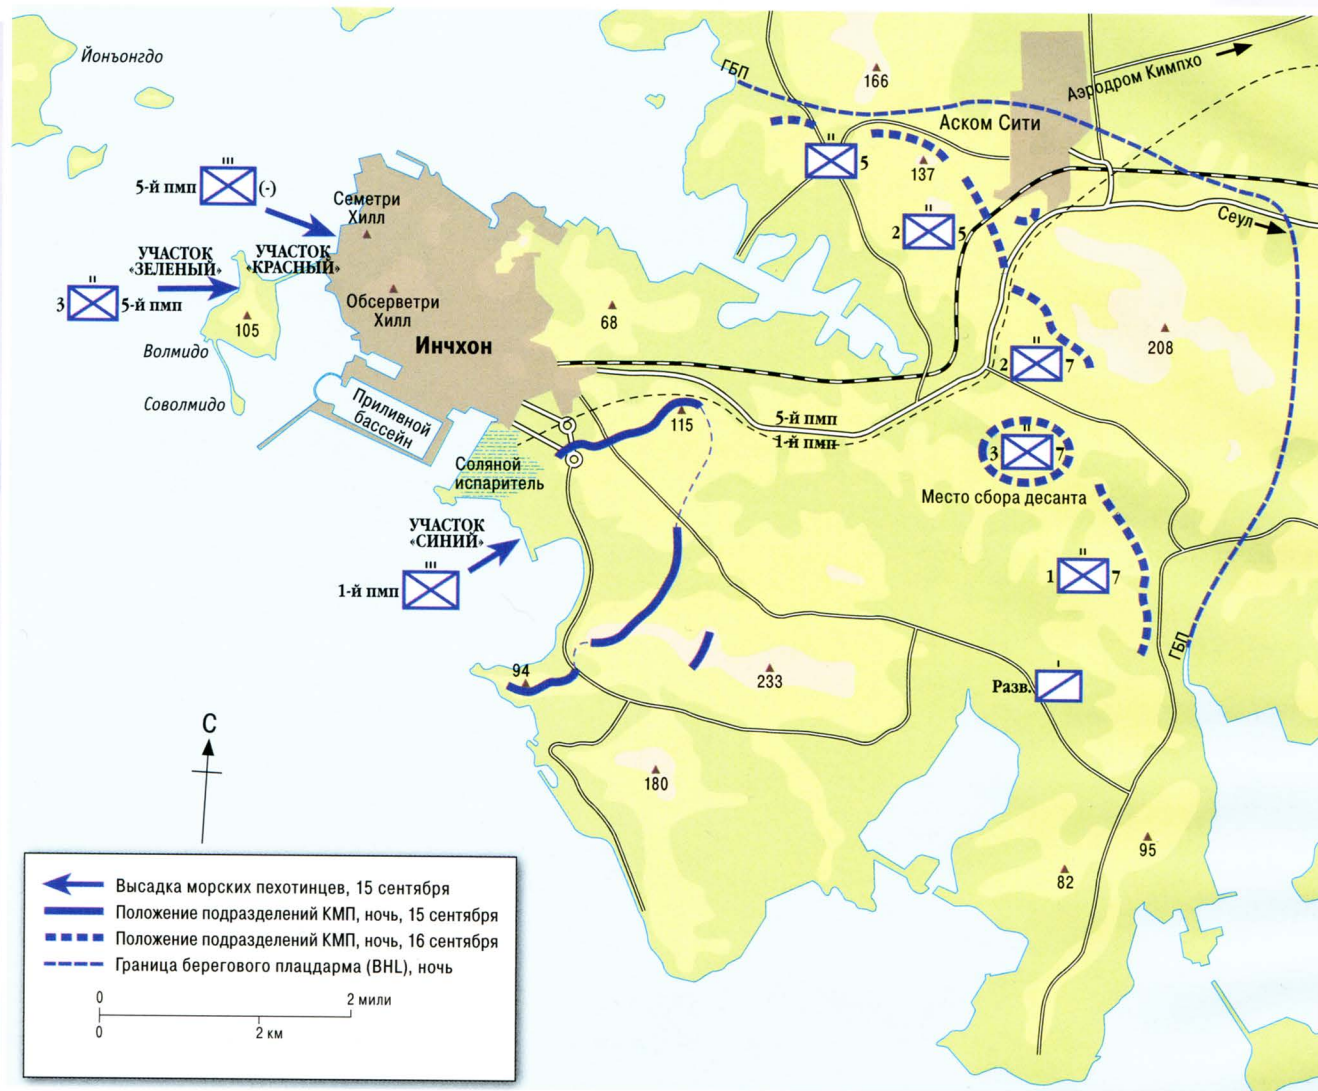 Йонъонгдо
ГБП
166
Аэродром Кимпхо
Аском Сити
II
5
137
III
5-й пмп
(-)
Семетри
Хилл
II
2
5
Сеул
УЧАСТОК
«ЗЕЛЕНЫЙ»
УЧАСТОК
«КРАСНЫЙ»
II
3
5-й пмп
105
Обсерветри
Хилл
68
Инчхон
208
Волмидо
II
2
7
Соволмидо
Приливной
бассейн
115
5-й пмп
1-й пмп
II
3
7
Соляной
испаритель
Место сбора десанта
УЧАСТОК
«СИНИЙ»
III
1-й пмп
II
1
7
ГБП
94
233
I
Разв.
С
180
95
82
Высадка морских пехотинцев, 15 сентября
Положение подразделений КМП, ночь, 15 сентября
Положение подразделений КМП, ночь, 16 сентября
Граница берегового плацдарма (BHL), ночь
0
2 мили
0
2 км